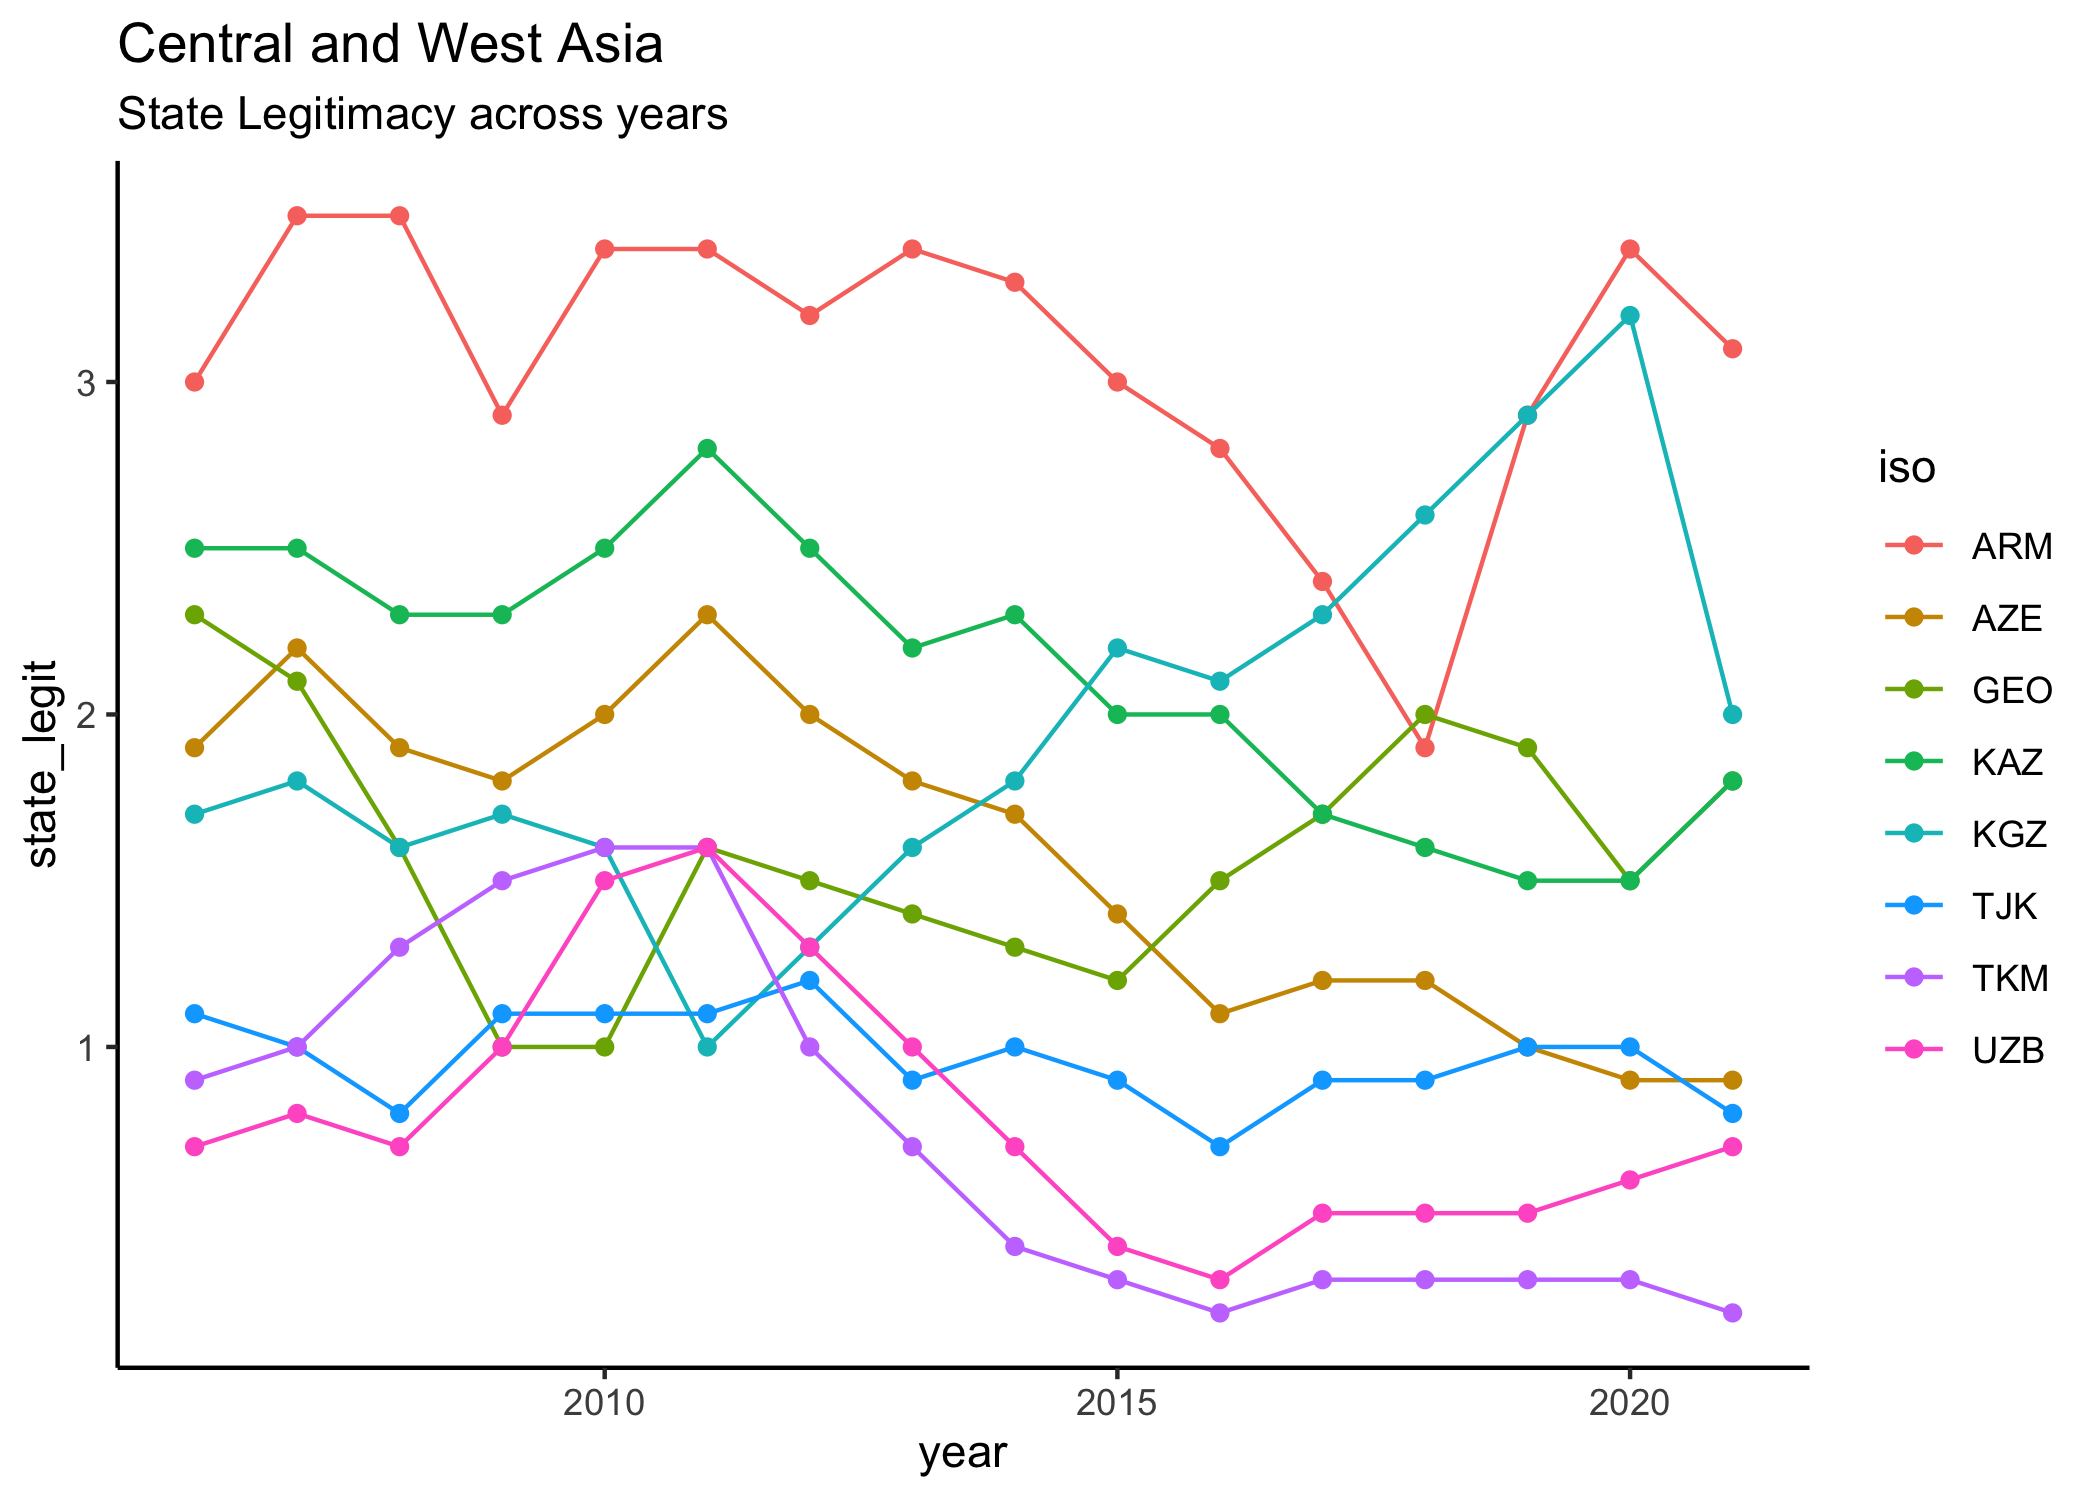 Central and West Asia
State Legitimacy across years
state_legit
3
2
1
2010
2015
2020
year
iso
ARM
AZE
GEO
KAZ
KGZ
TJK
TKM
UZB